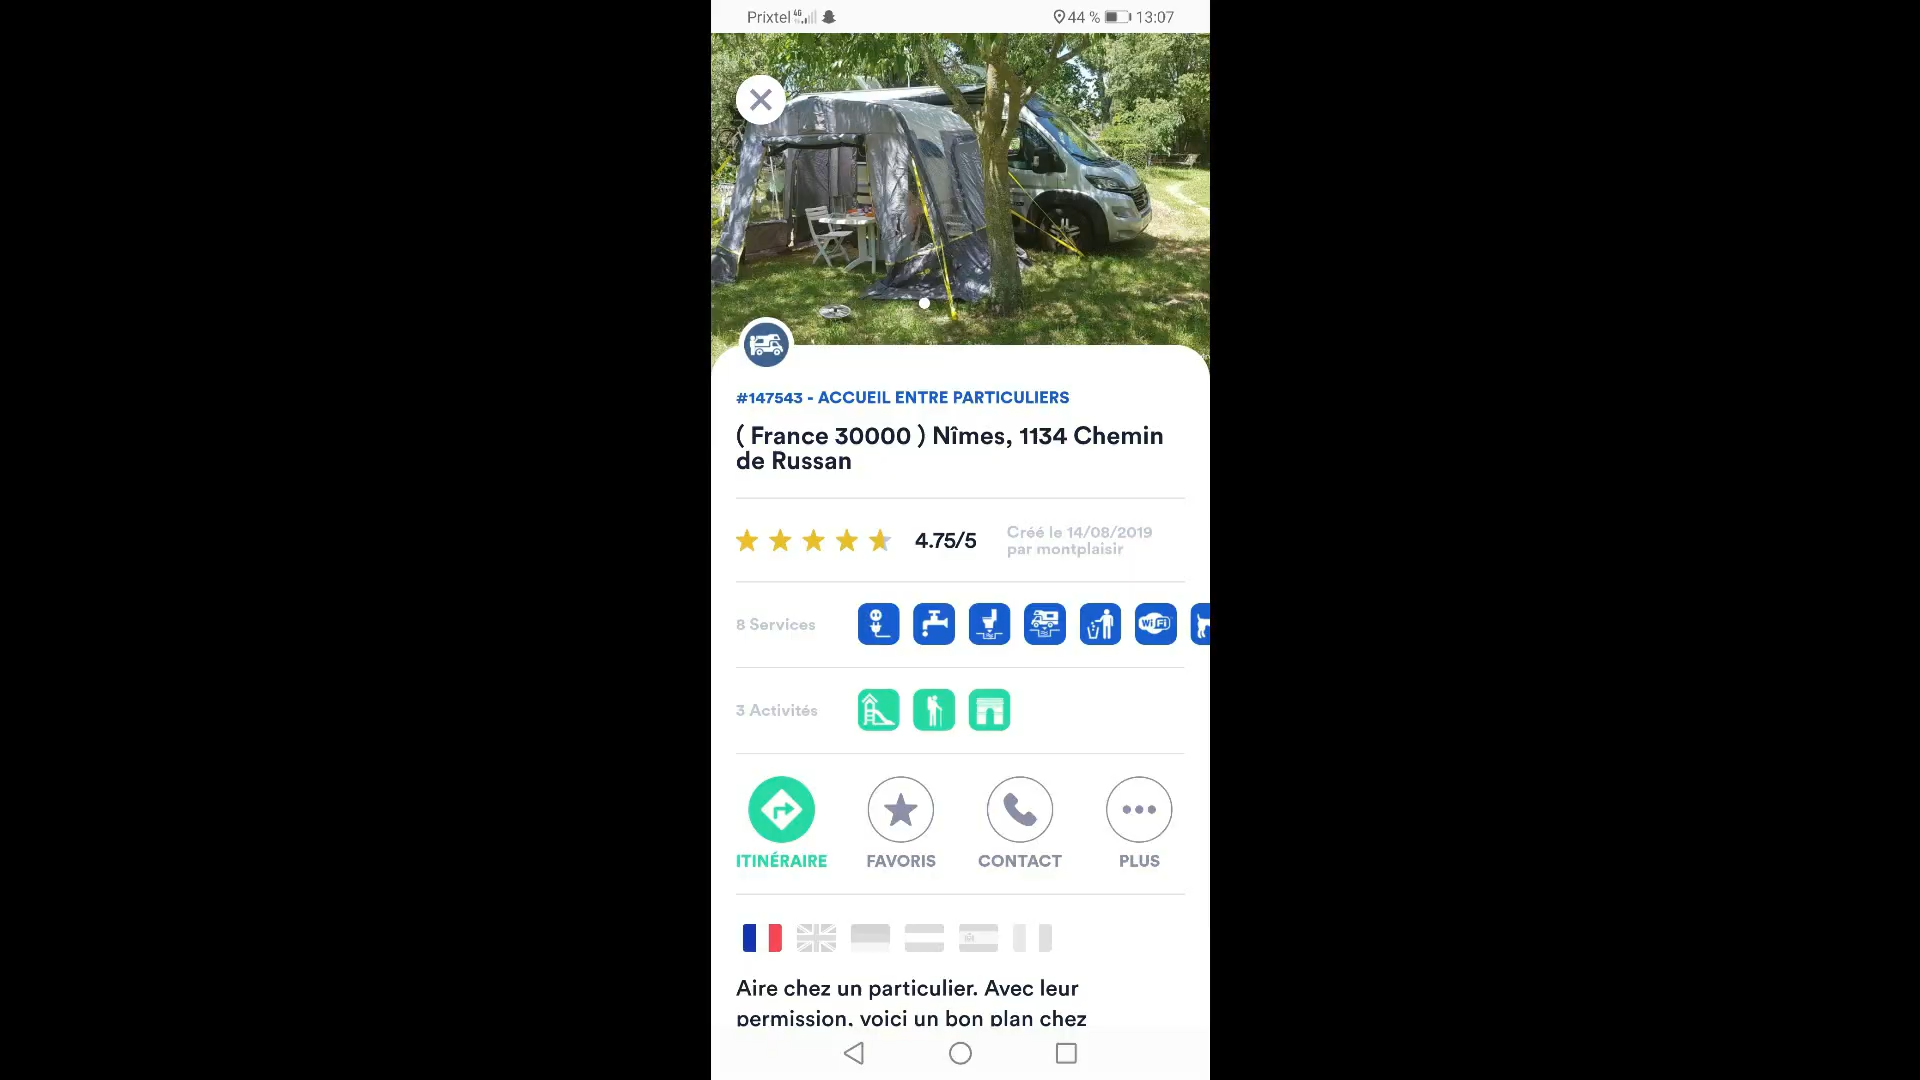 Prixtel 4G 44 % 13:07
#147543 - ACCUEIL ENTRE PARTICULIERS
( France 30000 ) Nîmes, 1134 Chemin
de Russan
4.75/5
Créé le 14/08/2019
par montplaisir
8 Services
WiFi
3 Activités
ITINÉRAIRE FAVORIS CONTACT PLUS
Aire chez un particulier. Avec leur
permission, voici un bon plan chez